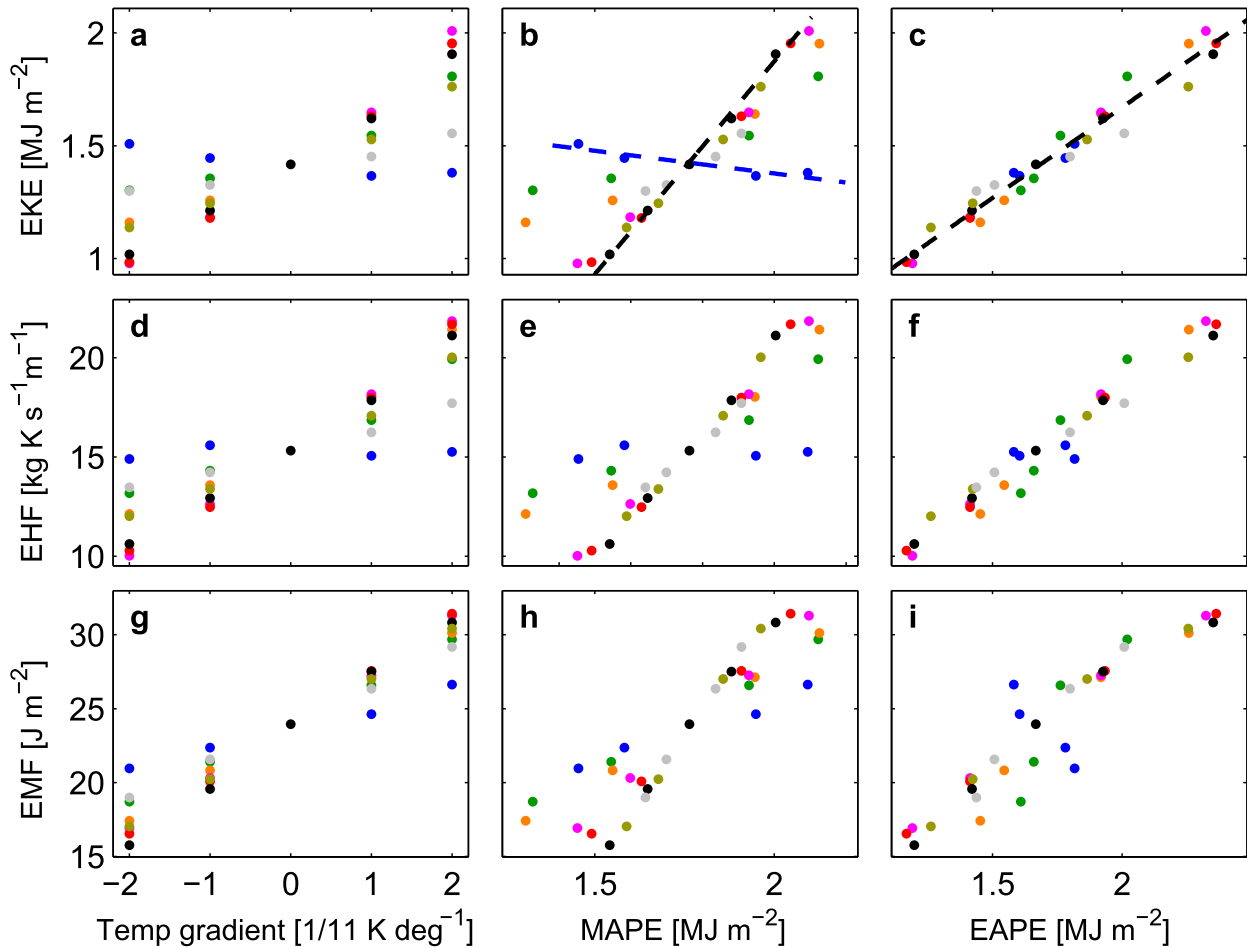 a
b
c
2
1.5
1
EKE [MJ m⁻²]
d
e
f
20
15
10
EHF [kg K s⁻¹m⁻¹]
g
h
i
30
25
20
15
EMF [J m⁻²]
−2 −1 0 1 2
1.5 2
1.5 2
Temp gradient [1/11 K deg⁻¹]
MAPE [MJ m⁻²]
EAPE [MJ m⁻²]